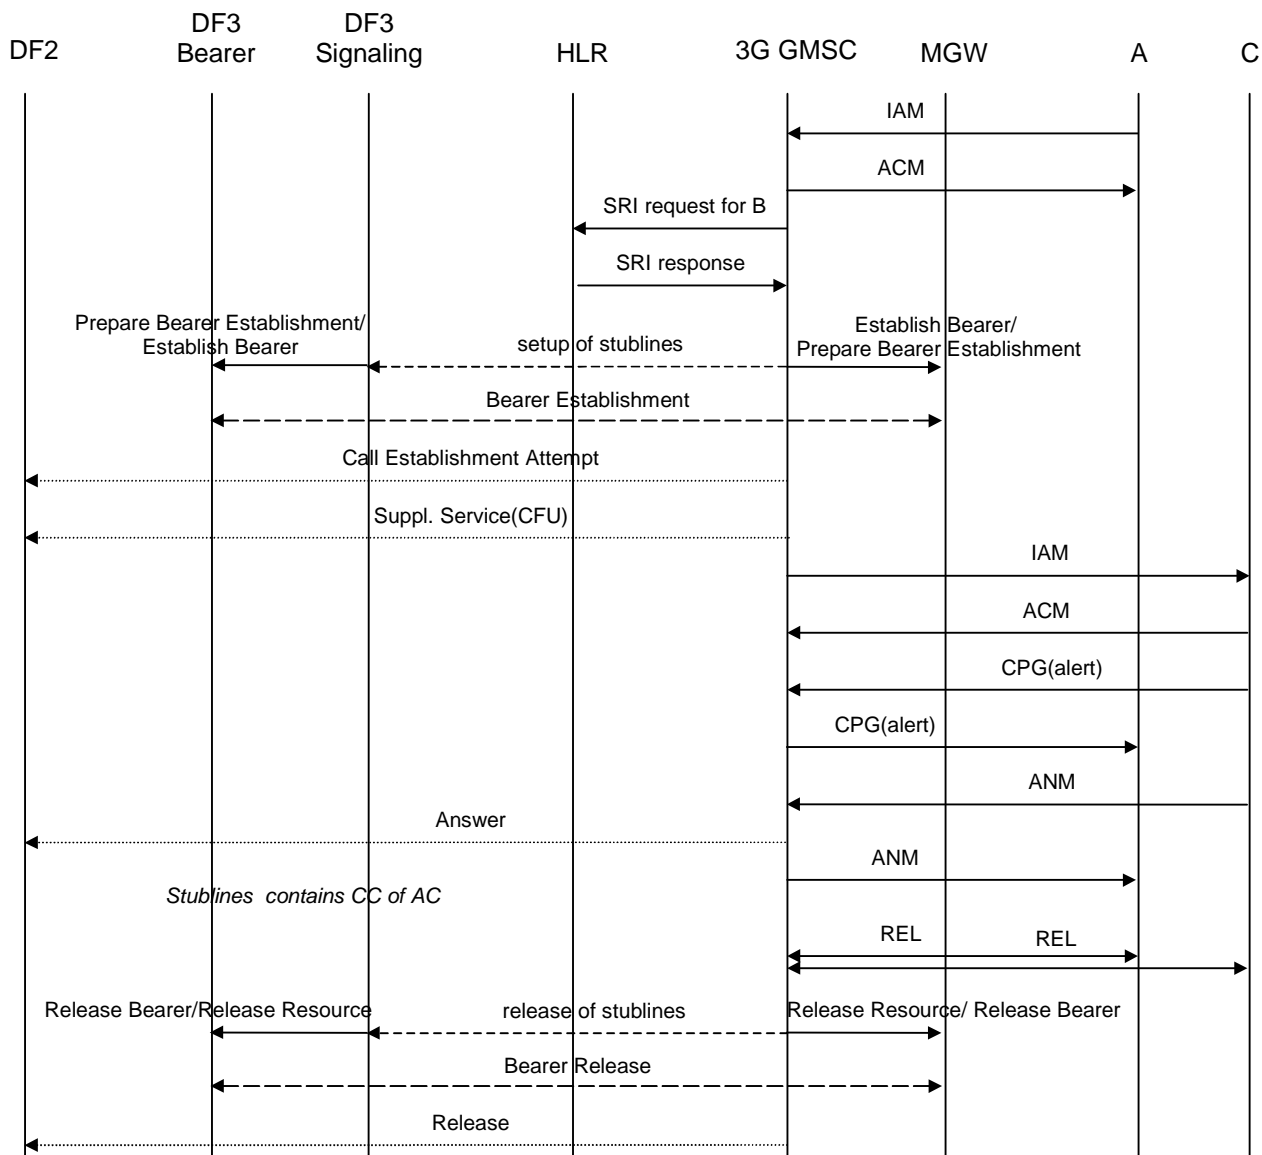 DF2
DF3
Bearer
DF3
Signaling
HLR
3G GMSC
MGW
A
C
IAM
ACM
SRI request for B
SRI response
Prepare Bearer Establishment/
Establish Bearer
setup of stublines
Establish Bearer/
Prepare Bearer Establishment
Bearer Establishment
Call Establishment Attempt
Suppl. Service(CFU)
IAM
ACM
CPG(alert)
CPG(alert)
ANM
Answer
ANM
Stublines contains CC of AC
REL
REL
Release Bearer/Release Resource
release of stublines
Release Resource/ Release Bearer
Bearer Release
Release